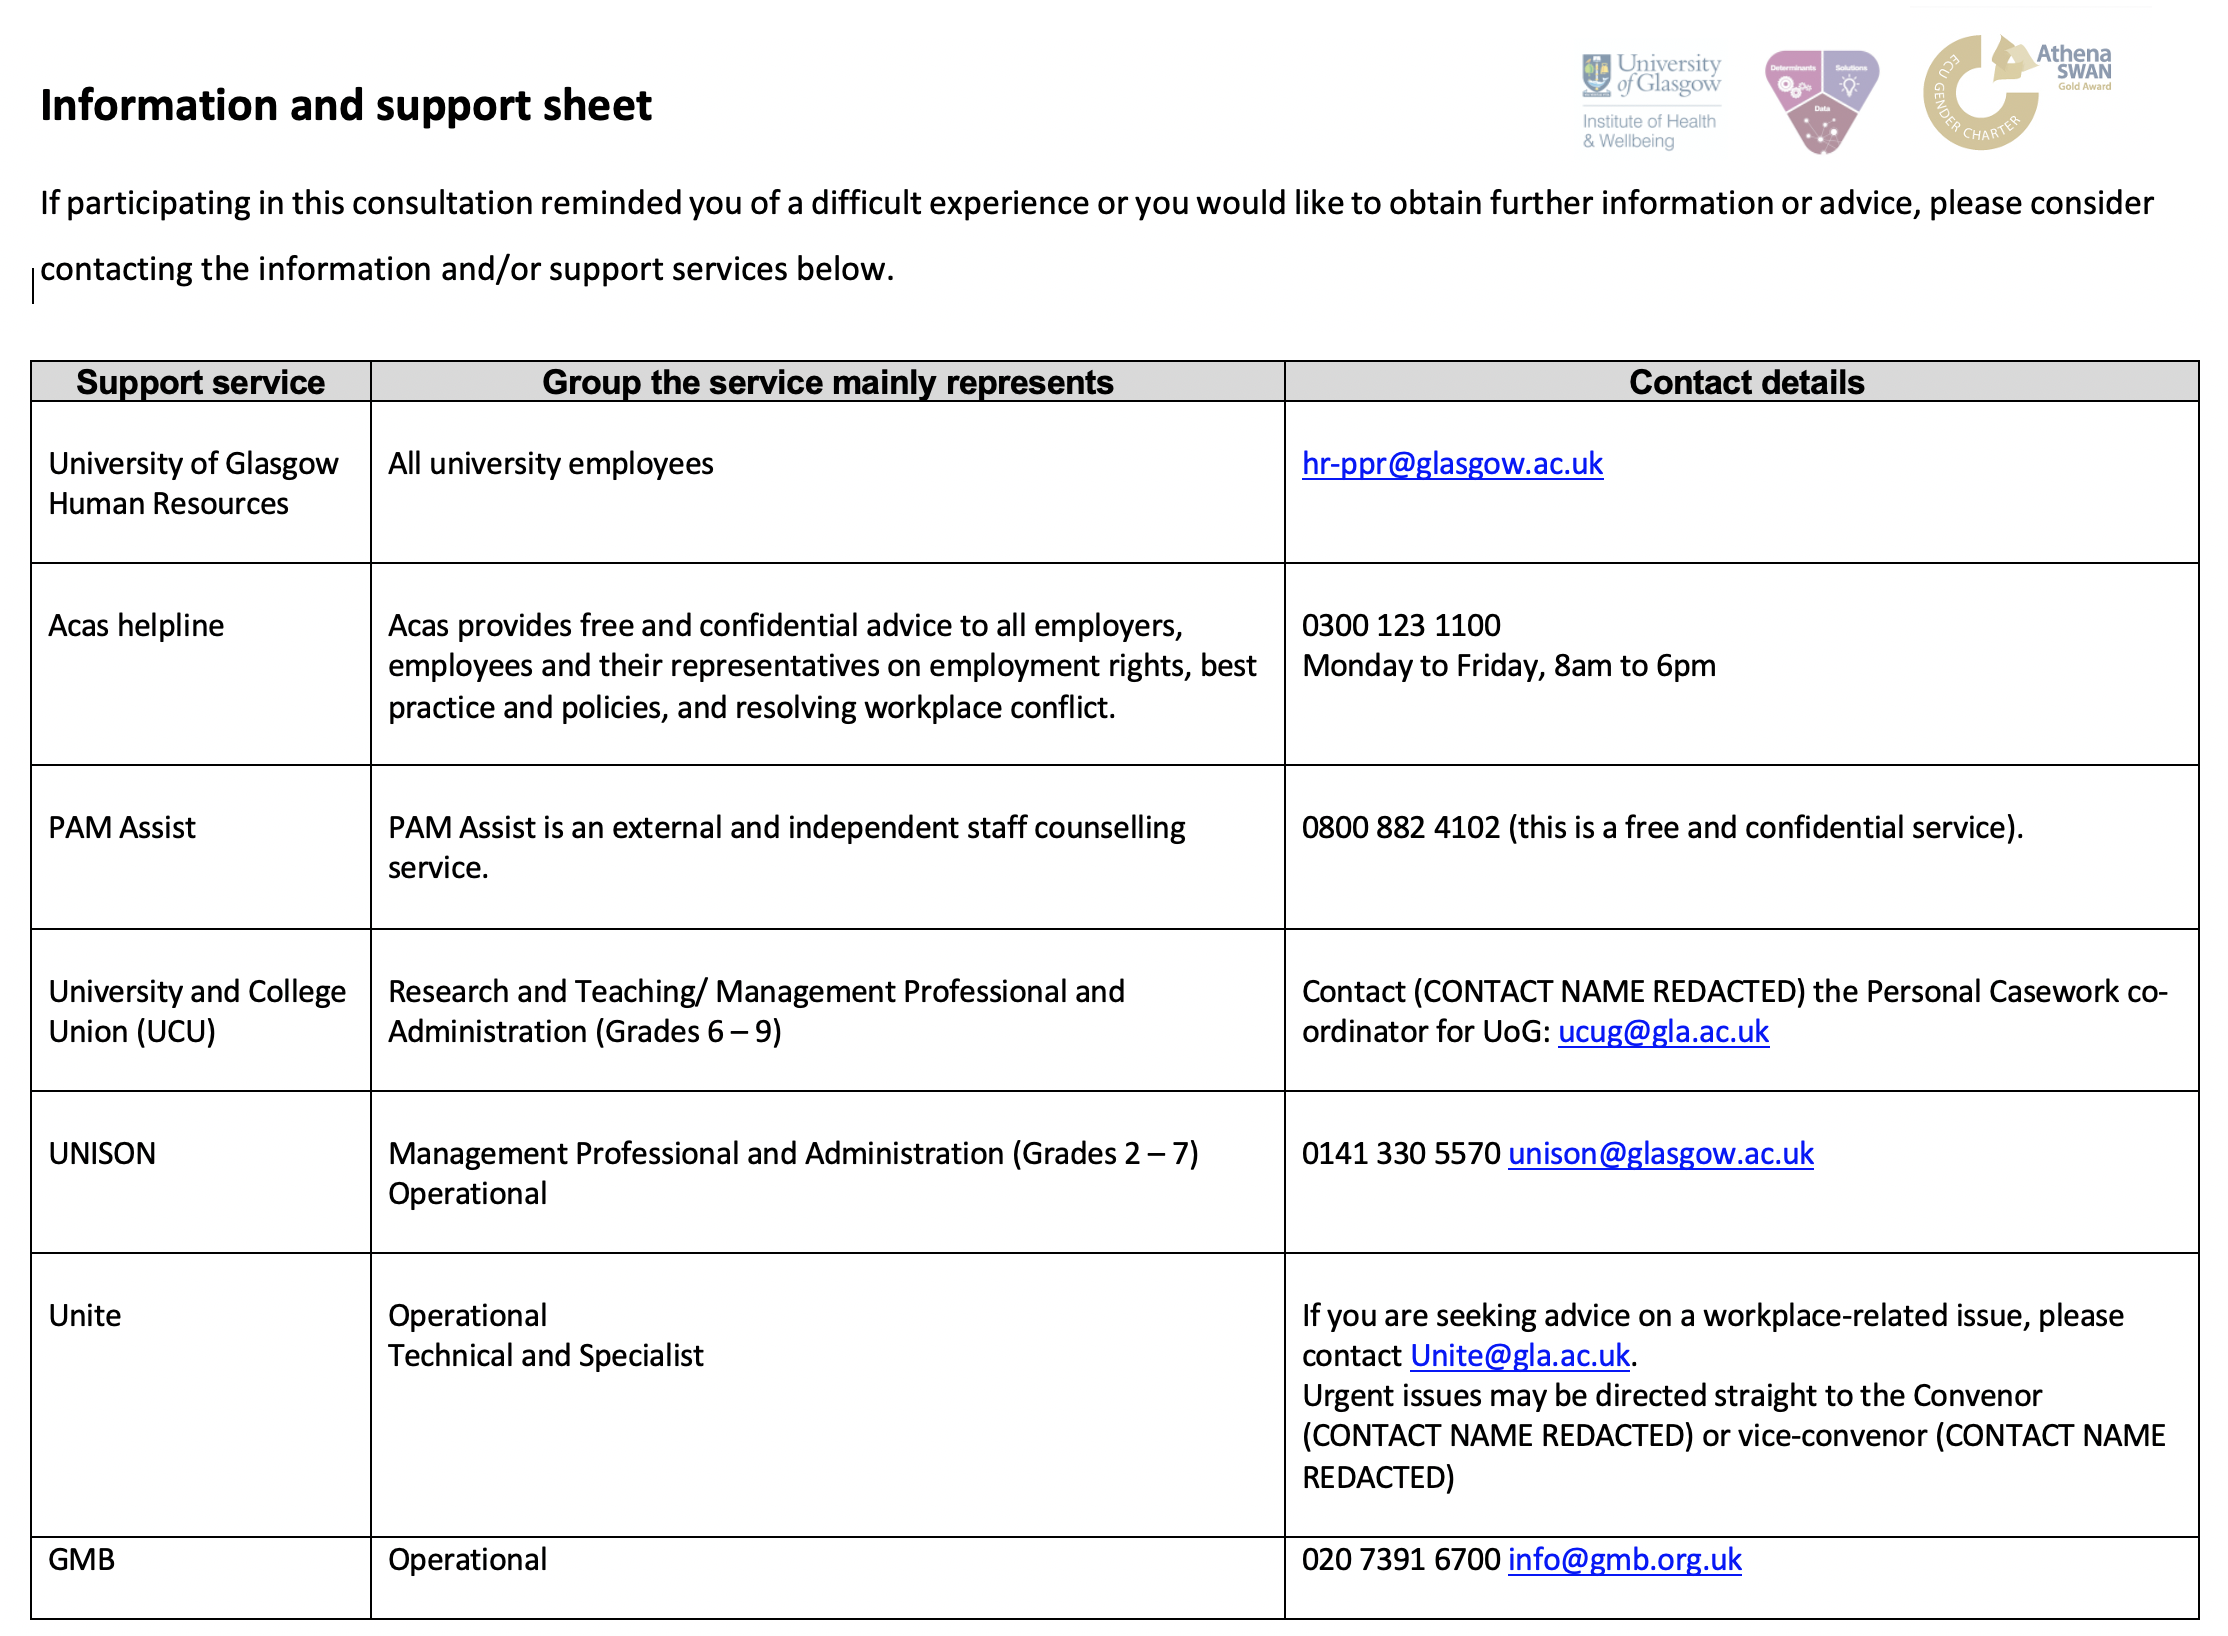 University
of Glasgow
Institute of Health
& Wellbeing
Determinants
Solutions
Data
ECU GENDER CHARTER
Athena
SWAN
Gold Award
Information and support sheet
If participating in this consultation reminded you of a difficult experience or you would like to obtain further information or advice, please consider
contacting the information and/or support services below.
Support service
Group the service mainly represents
Contact details
University of Glasgow
Human Resources
All university employees
hr-ppr@glasgow.ac.uk
Acas helpline
Acas provides free and confidential advice to all employers,
employees and their representatives on employment rights, best
practice and policies, and resolving workplace conflict.
0300 123 1100
Monday to Friday, 8am to 6pm
PAM Assist
PAM Assist is an external and independent staff counselling
service.
0800 882 4102 (this is a free and confidential service).
University and College
Union (UCU)
Research and Teaching/ Management Professional and
Administration (Grades 6 – 9)
Contact (CONTACT NAME REDACTED) the Personal Casework co-
ordinator for UoG: ucug@gla.ac.uk
UNISON
Management Professional and Administration (Grades 2 – 7)
Operational
0141 330 5570 unison@glasgow.ac.uk
Unite
Operational
Technical and Specialist
If you are seeking advice on a workplace-related issue, please
contact Unite@gla.ac.uk.
Urgent issues may be directed straight to the Convenor
(CONTACT NAME REDACTED) or vice-convenor (CONTACT NAME
REDACTED)
GMB
Operational
020 7391 6700 info@gmb.org.uk